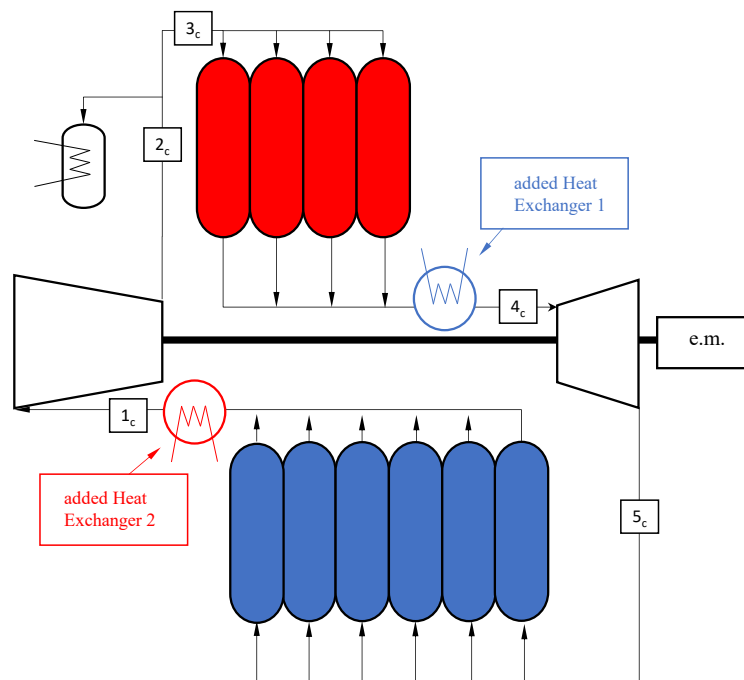 3c
2c
added Heat
Exchanger 1
4c
e.m.
1c
added Heat
Exchanger 2
5c